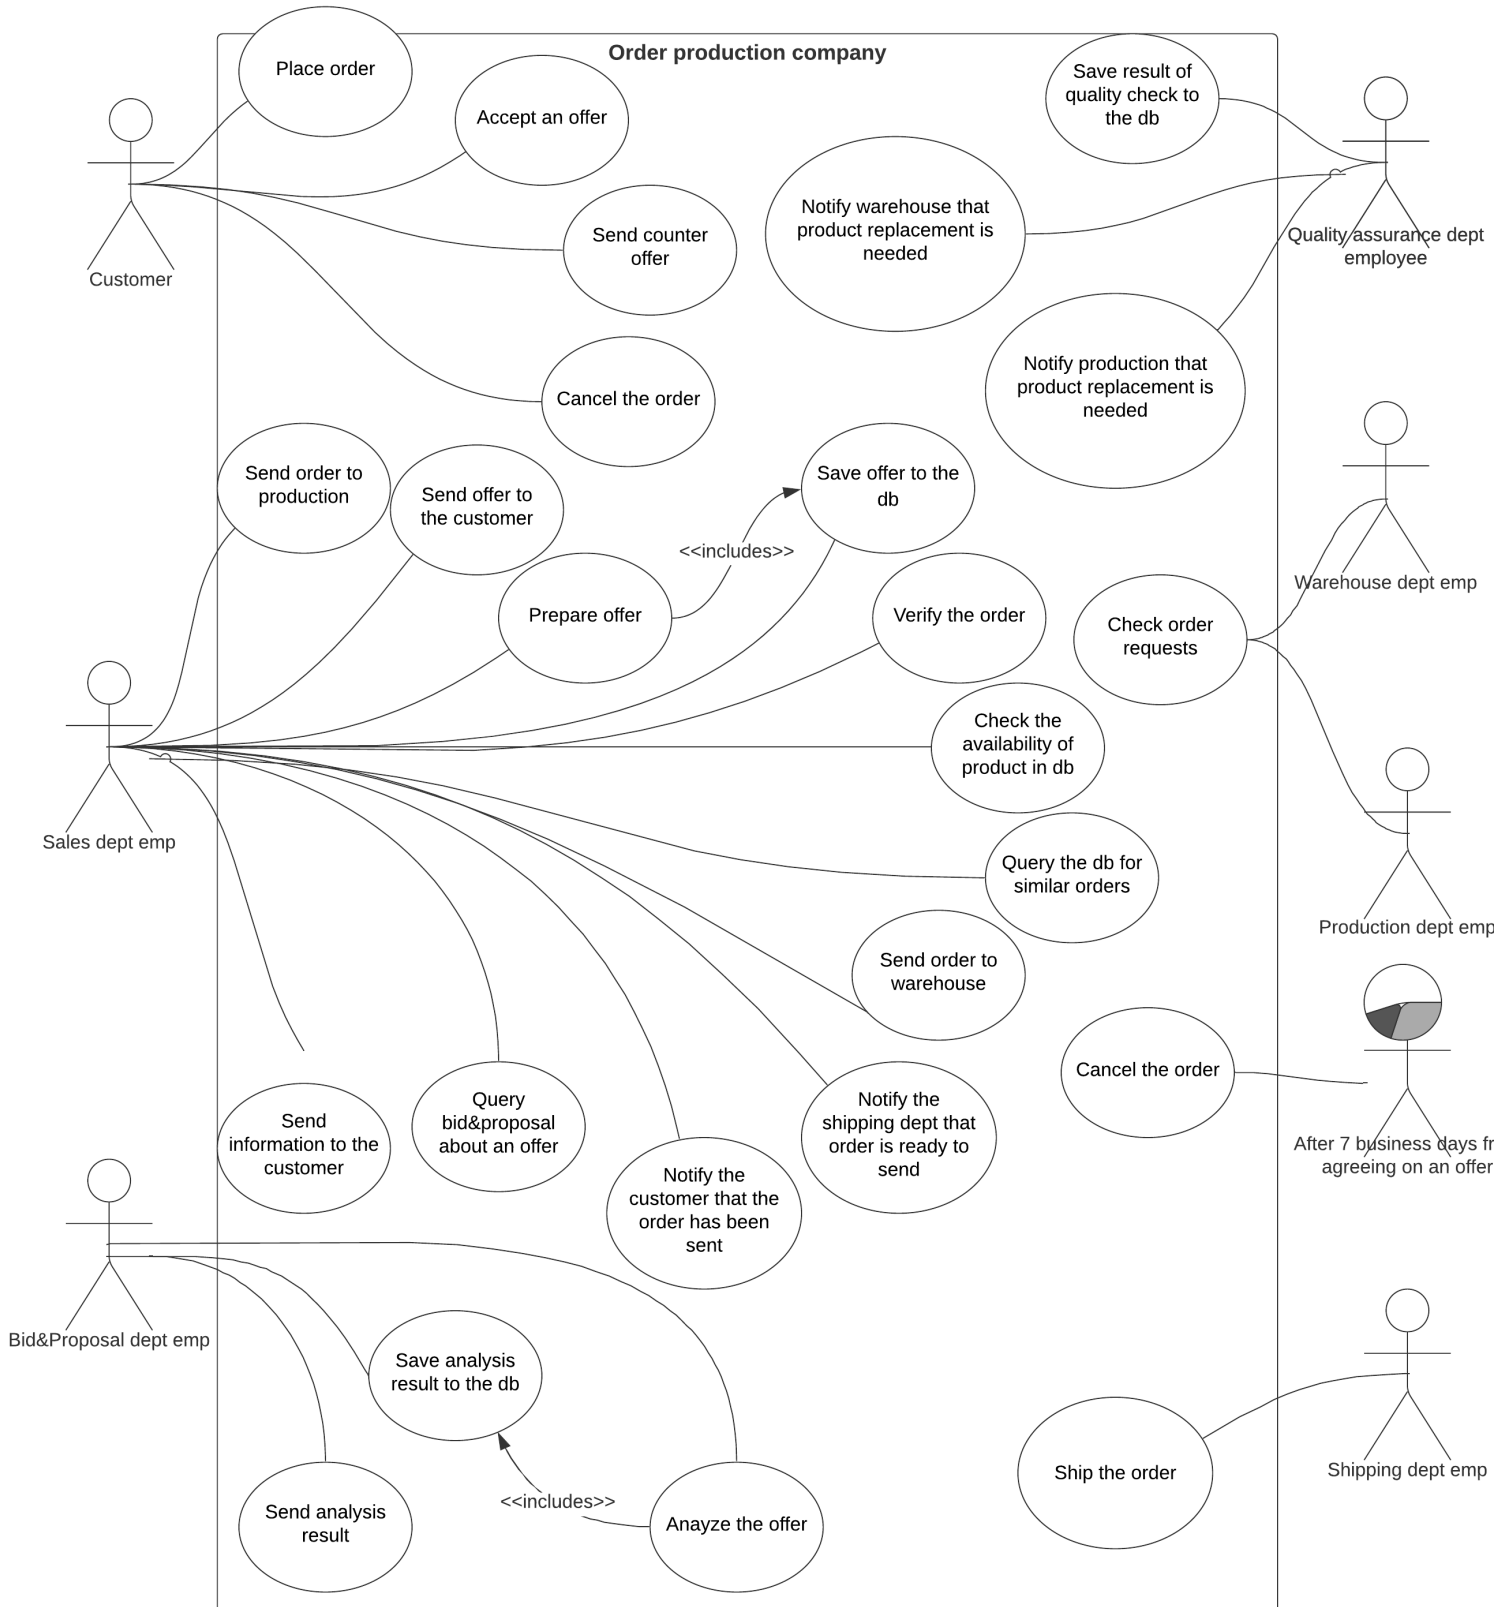 Order production company
Place order
Accept an offer
Save result of
quality check to
the db
Send counter
offer
Notify warehouse that
product replacement is
needed
Quality assurance dept
employee
Customer
Cancel the order
Notify production that
product replacement is
needed
Send order to
production
Send offer to
the customer
Save offer to the
db
<<includes>>
Prepare offer
Verify the order
Warehouse dept emp
Check order
requests
Check the
availability of
product in db
Sales dept emp
Query the db for
similar orders
Production dept emp
Send order to
warehouse
Cancel the order
After 7 business days fr
agreeing on an offer
Send
information to the
customer
Query
bid&proposal
about an offer
Notify the
shipping dept that
order is ready to
send
Notify the
customer that the
order has been
sent
Bid&Proposal dept emp
Save analysis
result to the db
<<includes>>
Send analysis
result
Anayze the offer
Ship the order
Shipping dept emp